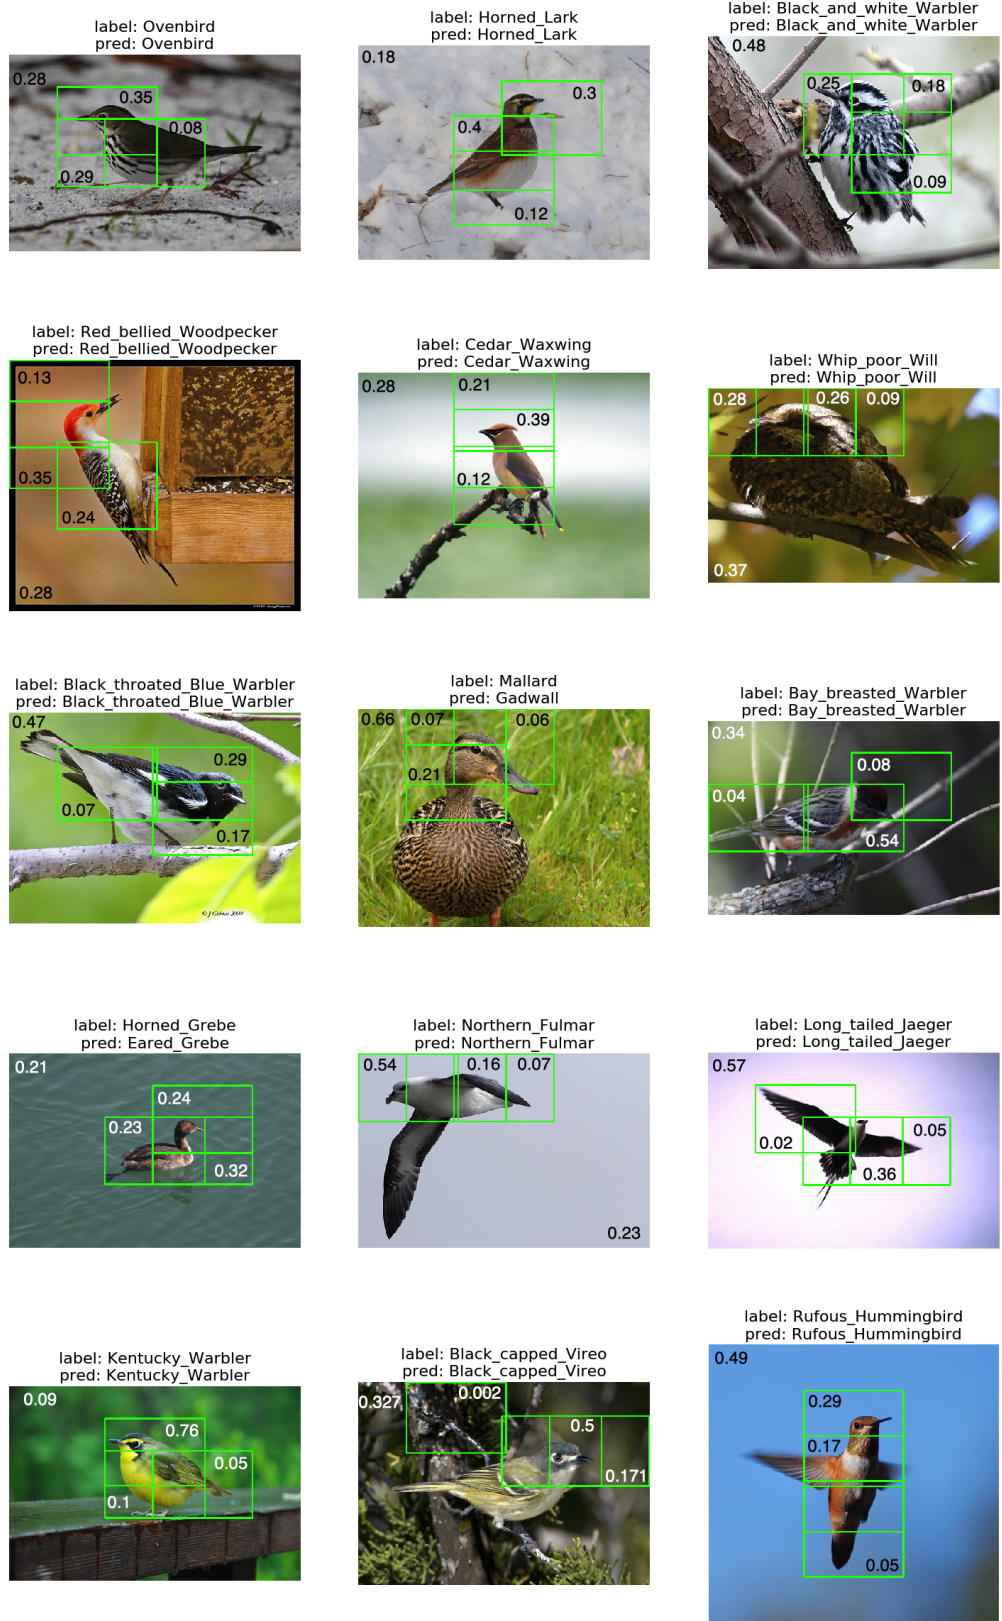 label: Ovenbird
pred: Ovenbird
0.28
0.35
0.08
0.29
label: Horned_Lark
pred: Horned_Lark
0.18
0.3
0.4
0.12
label: Black_and_white_Warbler
pred: Black_and_white_Warbler
0.48
0.25
0.18
0.09
label: Red_bellied_Woodpecker
pred: Red_bellied_Woodpecker
0.13
0.35
0.24
0.28
label: Cedar_Waxwing
pred: Cedar_Waxwing
0.28
0.21
0.39
0.12
label: Whip_poor_Will
pred: Whip_poor_Will
0.28
0.26
0.09
0.37
label: Black_throated_Blue_Warbler
pred: Black_throated_Blue_Warbler
0.47
0.29
0.07
0.17
label: Mallard
pred: Gadwall
0.66
0.07
0.06
0.21
label: Bay_breasted_Warbler
pred: Bay_breasted_Warbler
0.34
0.08
0.04
0.54
label: Horned_Grebe
pred: Eared_Grebe
0.21
0.24
0.23
0.32
label: Northern_Fulmar
pred: Northern_Fulmar
0.54
0.16
0.07
0.23
label: Long_tailed_Jaeger
pred: Long_tailed_Jaeger
0.57
0.02
0.05
0.36
label: Kentucky_Warbler
pred: Kentucky_Warbler
0.09
0.76
0.05
0.1
label: Black_capped_Vireo
pred: Black_capped_Vireo
0.327
0.002
0.5
0.171
label: Rufous_Hummingbird
pred: Rufous_Hummingbird
0.49
0.29
0.17
0.05